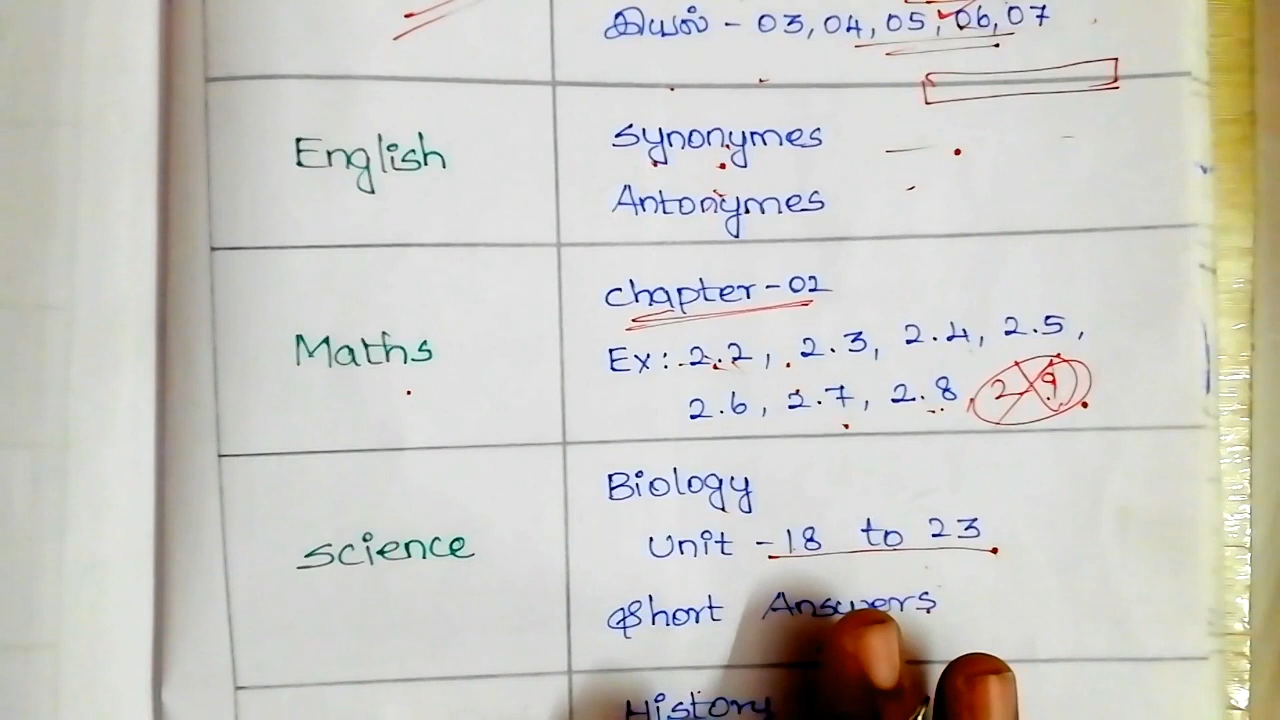 இயல் - 03, 04, 05, 06, 07
English
Synonymes
Antonymes
Maths
Chapter - 02
Ex: 2.2, 2.3, 2.4, 2.5,
2.6, 2.7, 2.8, 2.9
Science
Biology
Unit - 18 to 23
Short Answers
History